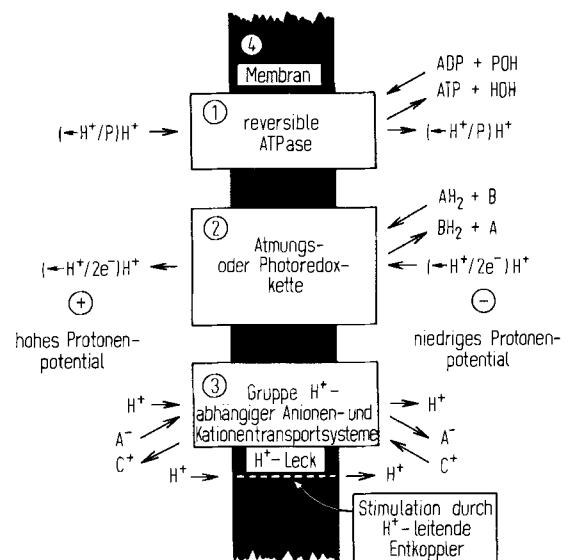 ④
Membran
ADP + POH
ATP + HOH
①
reversible
ATPase
(←H⁺/P)H⁺
(←H⁺/P)H⁺
AH₂ + B
BH₂ + A
②
Atmungs-
oder Photoredox-
kette
(←H⁺/2e⁻)H⁺
(←H⁺/2e⁻)H⁺
+
−
hohes Protonen-
potential
niedriges Protonen-
potential
③
Gruppe H⁺-
abhängiger Anionen- und
Kationentransportsysteme
H⁺
A⁻
C⁺
H⁺
A⁻
C⁺
H⁺-Leck
H⁺
H⁺
Stimulation durch
H⁺-leitende
Entkoppler